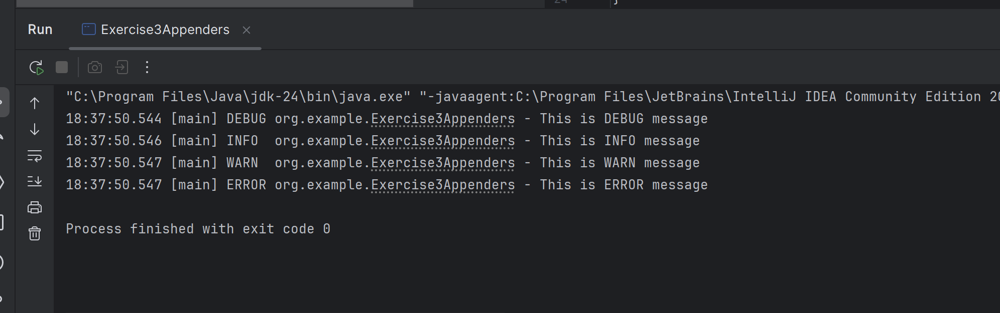 Run Exercise3Appenders
"C:\Program Files\Java\jdk-24\bin\java.exe" "-javaagent:C:\Program Files\JetBrains\IntelliJ IDEA Community Edition
18:37:50.544 [main] DEBUG org.example.Exercise3Appenders - This is DEBUG message
18:37:50.546 [main] INFO  org.example.Exercise3Appenders - This is INFO message
18:37:50.547 [main] WARN  org.example.Exercise3Appenders - This is WARN message
18:37:50.547 [main] ERROR org.example.Exercise3Appenders - This is ERROR message
Process finished with exit code 0